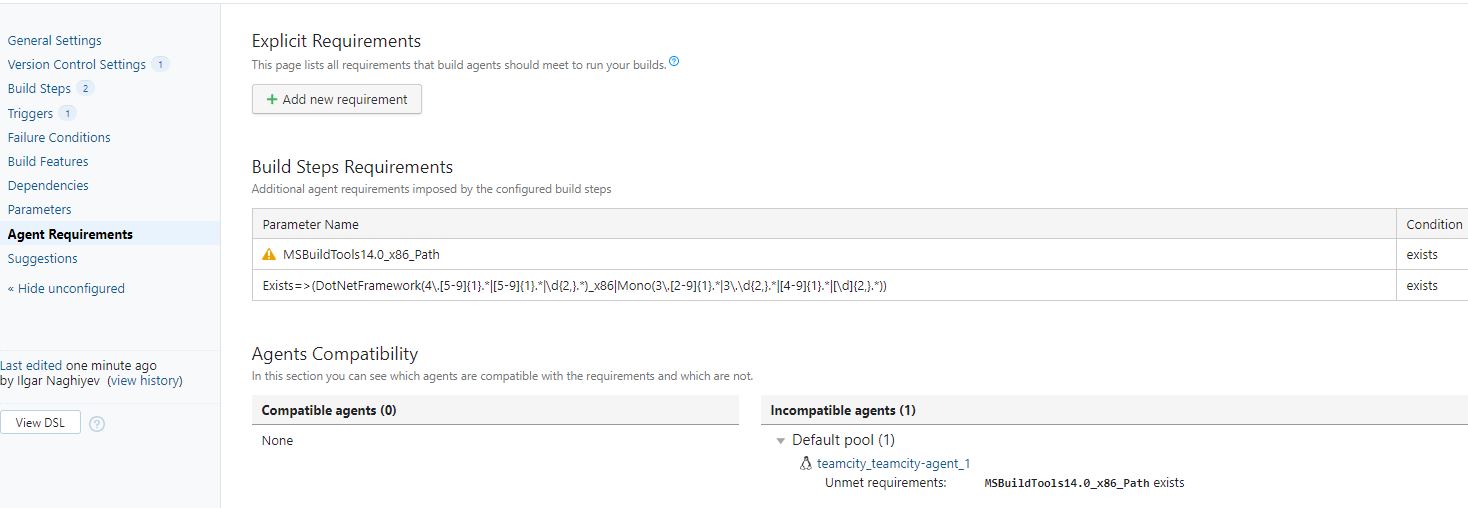 General Settings
Version Control Settings 1
Build Steps 2
Triggers 1
Failure Conditions
Build Features
Dependencies
Parameters
Agent Requirements
Suggestions
« Hide unconfigured
Last edited one minute ago
by Ilgar Naghiyev (view history)
View DSL ?
Explicit Requirements
This page lists all requirements that build agents should meet to run your builds. ?
+ Add new requirement
Build Steps Requirements
Additional agent requirements imposed by the configured build steps
Parameter Name Condition
MSBuildTools14.0_x86_Path exists
Exists=>(DotNetFramework(4\.[5-9]{1}.*|[5-9]{1}.*|\d{2,}.*)_x86|Mono(3\.[2-9]{1}.*|3\.\d{2,}.*|[4-9]{1}.*|[\d]{2,}.*)) exists
Agents Compatibility
In this section you can see which agents are compatible with the requirements and which are not.
Compatible agents (0) Incompatible agents (1)
None Default pool (1)
teamcity_teamcity-agent_1
Unmet requirements: MSBuildTools14.0_x86_Path exists